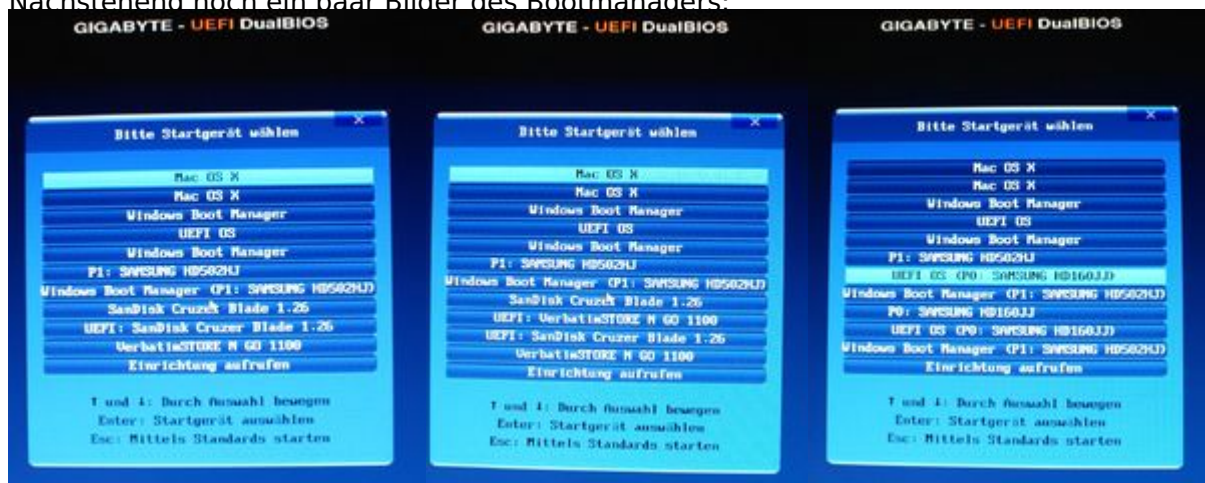 Nachstehend noch ein paar Bilder des Bootmanagers:
GIGABYTE - UEFI DualBIOS
Bitte Startgerät wählen
Mac OS X
Mac OS X
Windows Boot Manager
UEFI OS
Windows Boot Manager
P1: SAMSUNG HD502HJ
Windows Boot Manager (P1: SAMSUNG HD502HJ)
SanDisk Cruzer Blade 1.26
UEFI: SanDisk Cruzer Blade 1.26
VerbatimSTORE N GO 1100
Einrichtung aufrufen
↑ und ↓: Durch Auswahl bewegen
Enter: Startgerät auswählen
Esc: Mittels Standards starten
GIGABYTE - UEFI DualBIOS
Bitte Startgerät wählen
Mac OS X
Mac OS X
Windows Boot Manager
UEFI OS
Windows Boot Manager
P1: SAMSUNG HD502HJ
Windows Boot Manager (P1: SAMSUNG HD502HJ)
SanDisk Cruzer Blade 1.26
UEFI: VerbatimSTORE N GO 1100
UEFI: SanDisk Cruzer Blade 1.26
VerbatimSTORE N GO 1100
Einrichtung aufrufen
↑ und ↓: Durch Auswahl bewegen
Enter: Startgerät auswählen
Esc: Mittels Standards starten
GIGABYTE - UEFI DualBIOS
Bitte Startgerät wählen
Mac OS X
Mac OS X
Windows Boot Manager
UEFI OS
Windows Boot Manager
P1: SAMSUNG HD502HJ
UEFI OS (P0: SAMSUNG HD160JJ)
Windows Boot Manager (P1: SAMSUNG HD502HJ)
P0: SAMSUNG HD160JJ
UEFI OS (P0: SAMSUNG HD160JJ)
Windows Boot Manager (P1: SAMSUNG HD502HJ)
Einrichtung aufrufen
↑ und ↓: Durch Auswahl bewegen
Enter: Startgerät auswählen
Esc: Mittels Standards starten